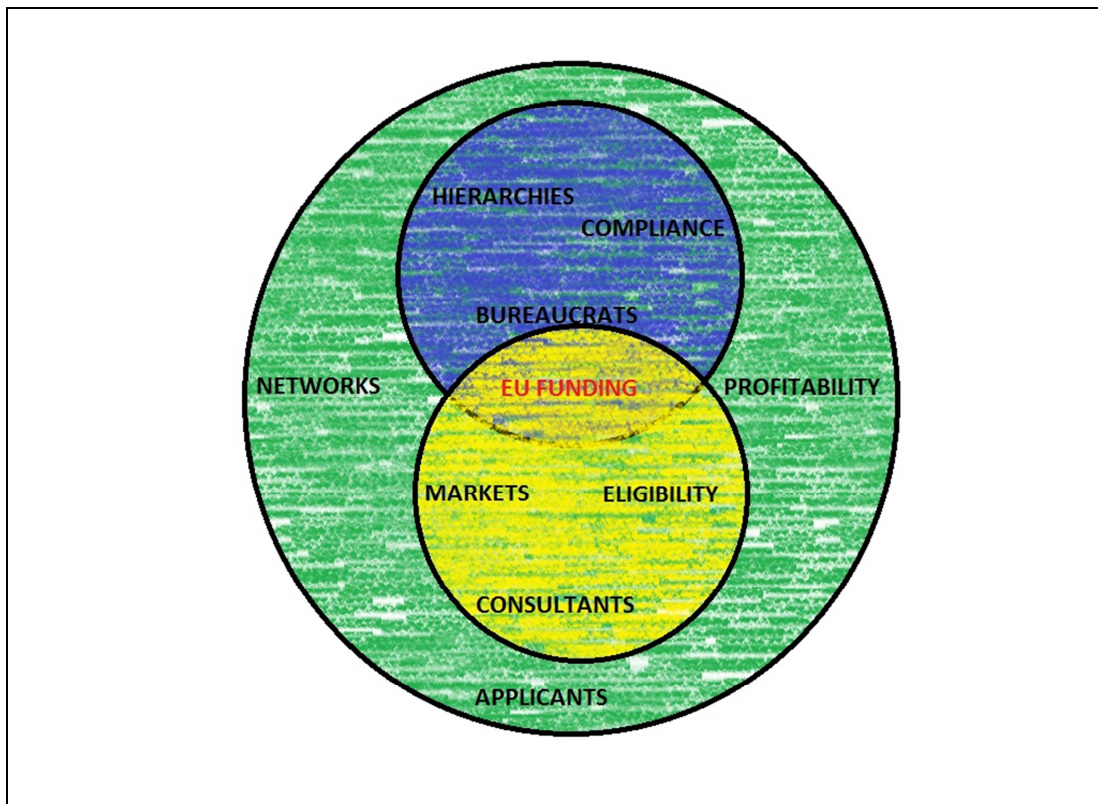 HIERARCHIES
COMPLIANCE
BUREAUCRATS
NETWORKS
EU FUNDING
PROFITABILITY
MARKETS
ELIGIBILITY
CONSULTANTS
APPLICANTS